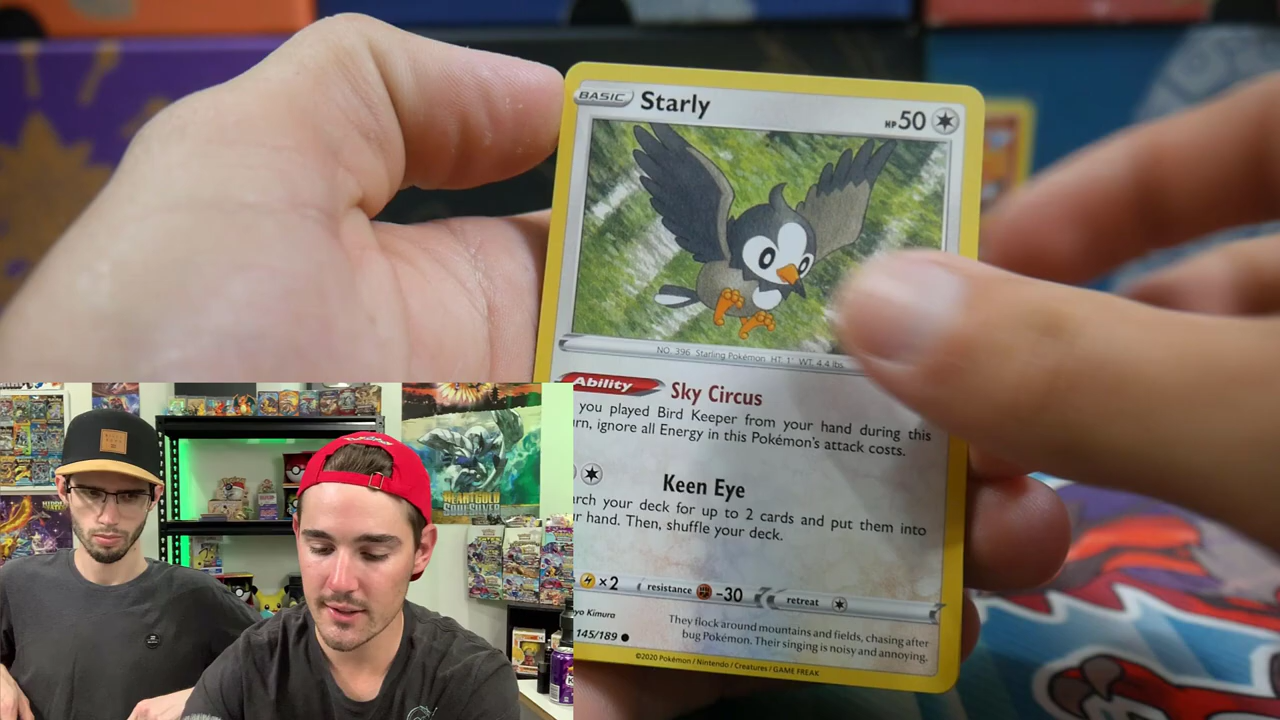 BASIC Starly HP 50
NO. 396 Starling Pokémon HT: 1' WT: 4.4 lbs.
Ability Sky Circus
you played Bird Keeper from your hand during this
rn, ignore all Energy in this Pokémon's attack costs.
Keen Eye
rch your deck for up to 2 cards and put them into
r hand. Then, shuffle your deck.
×2 resistance -30 retreat
yo Kimura
145/189
They flock around mountains and fields, chasing after
bug Pokémon. Their singing is noisy and annoying.
©2020 Pokémon / Nintendo / Creatures / GAME FREAK
HEARTGOLD
SOULSILVER